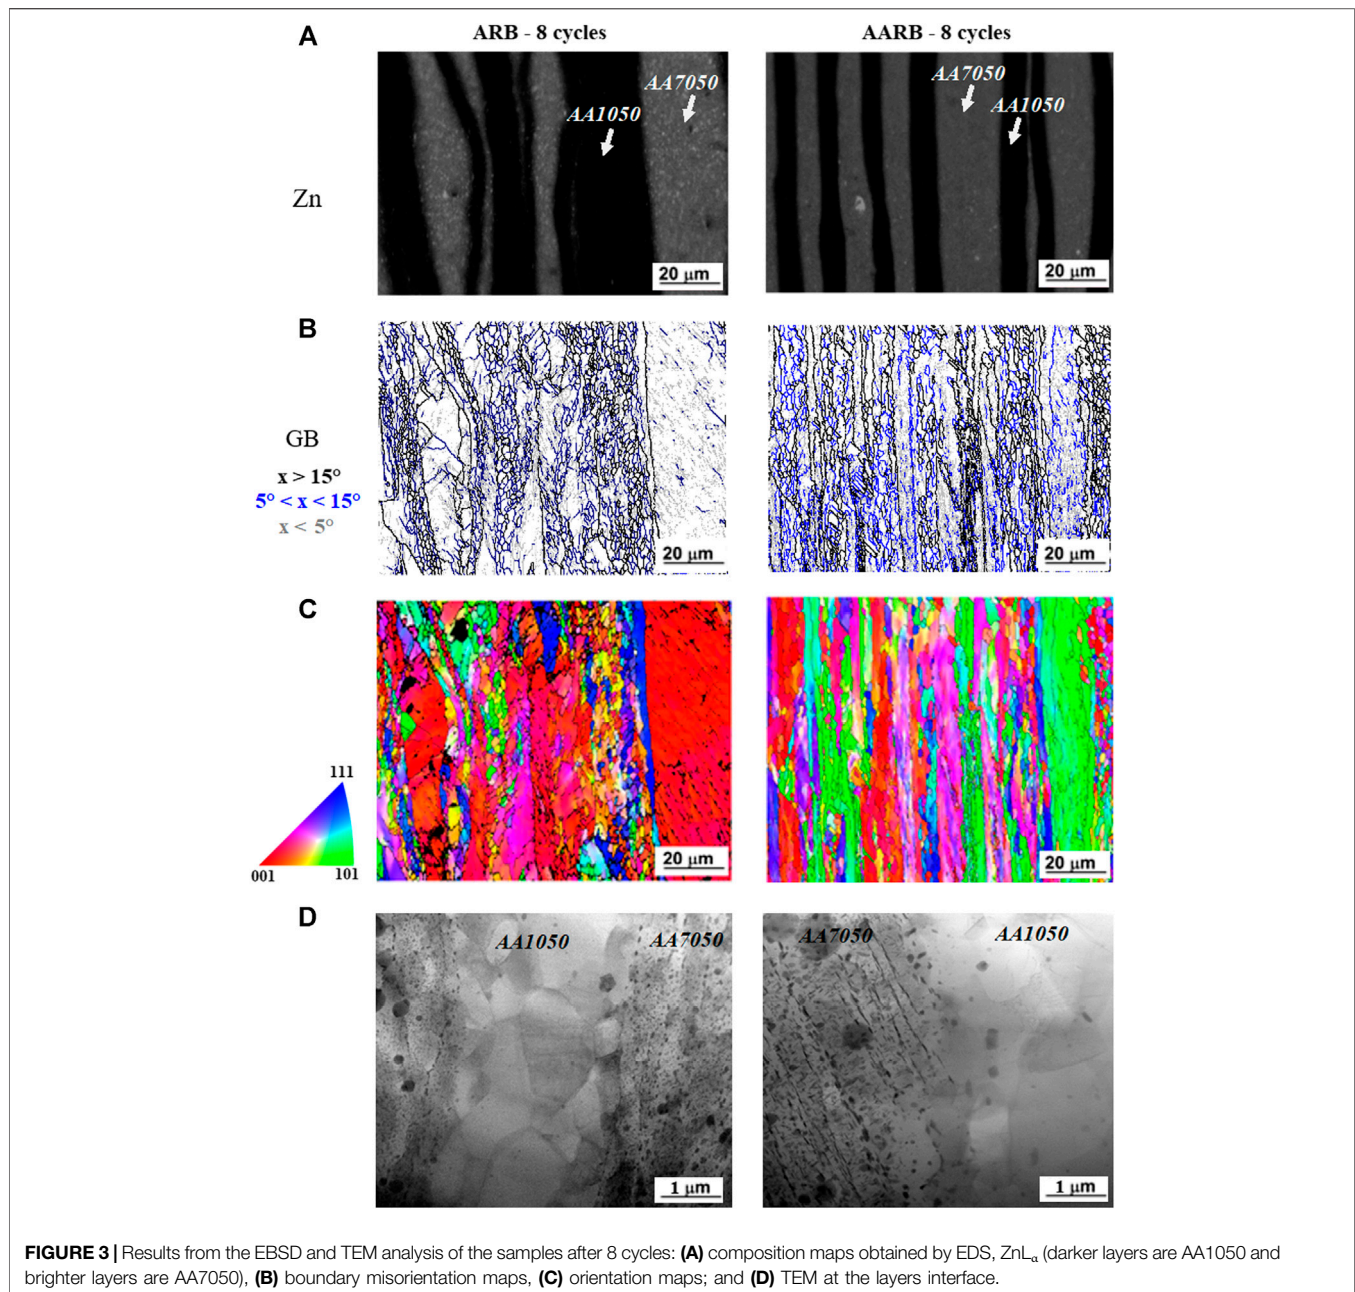 A
ARB - 8 cycles
AARB - 8 cycles
AA7050
AA1050
AA7050
AA1050
Zn
20 µm
20 µm
B
GB
x > 15°
5° < x < 15°
x < 5°
20 µm
20 µm
C
111
001
101
20 µm
20 µm
D
AA1050
AA7050
AA7050
AA1050
1 µm
1 µm
FIGURE 3 | Results from the EBSD and TEM analysis of the samples after 8 cycles: (A) composition maps obtained by EDS, ZnLα (darker layers are AA1050 and
brighter layers are AA7050), (B) boundary misorientation maps, (C) orientation maps; and (D) TEM at the layers interface.